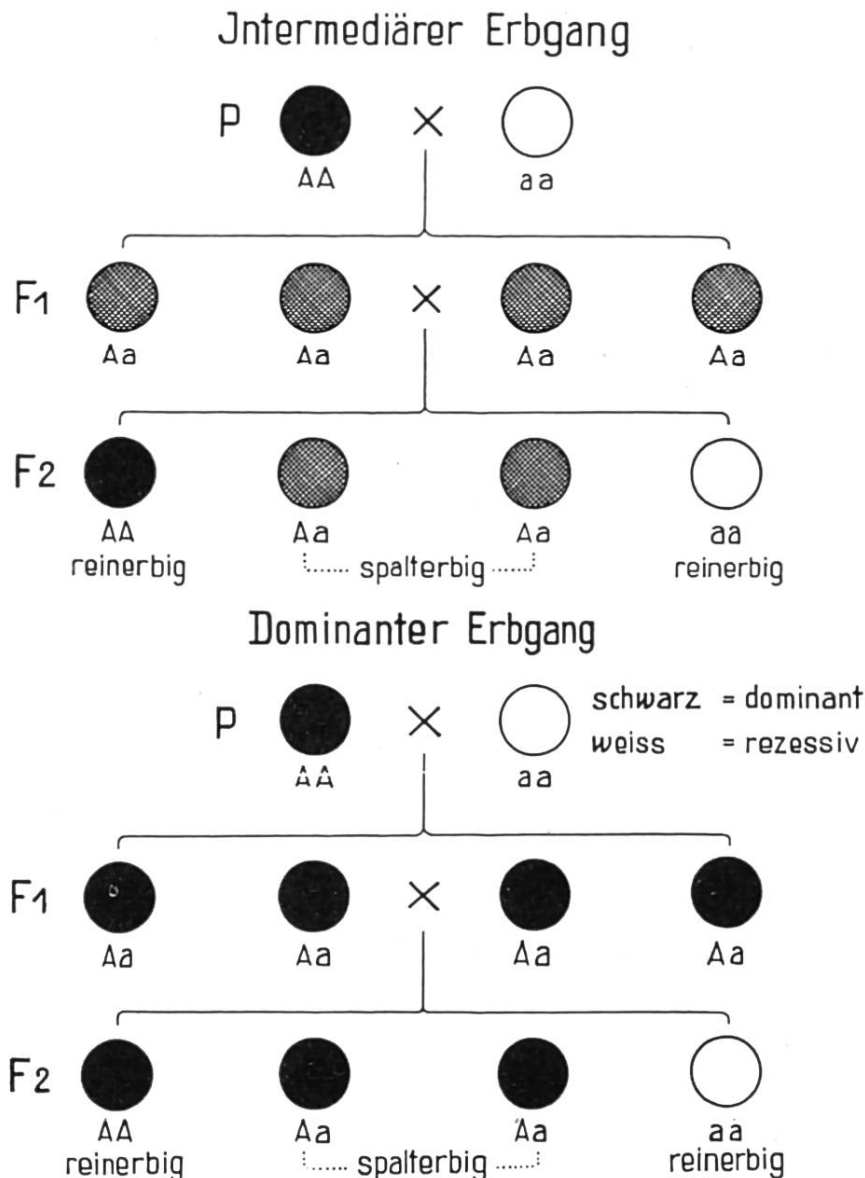 Jntermediärer Erbgang
P × 
AA aa
F1 ×
Aa Aa Aa Aa
F2
AA Aa Aa aa
reinerbig spalterbig reinerbig
Dominanter Erbgang
P × schwarz = dominant
weiss = rezessiv
AA aa
F1 ×
Aa Aa Aa Aa
F2
AA Aa Aa aa
reinerbig spalterbig reinerbig